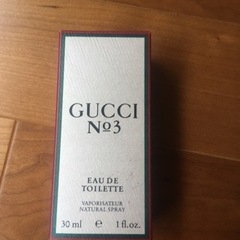 GUCCI
No3
EAU DE
TOILETTE
VAPORISATEUR
NATURAL SPRAY
30 ml e 1 fl.oz.